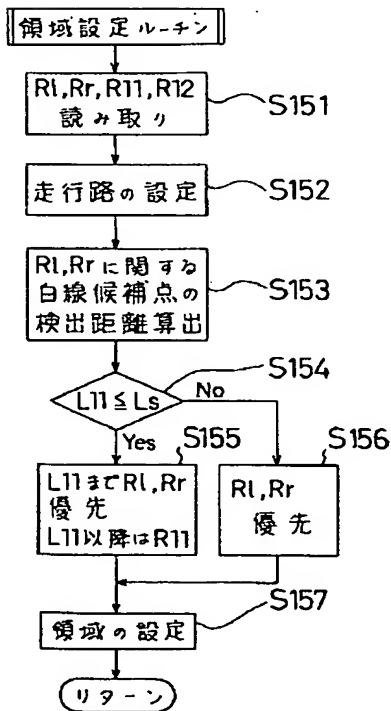 領域設定ルーチン
Rl,Rr,R11,R12
読み取り
S151
走行路の設定
S152
Rl,Rrに関する
白線候補点の
検出距離算出
S153
S154
L11≦Ls
No
Yes
S155
S156
L11までRl,Rr
優先
L11以降はR11
Rl,Rr
優先
S157
領域の設定
リターン